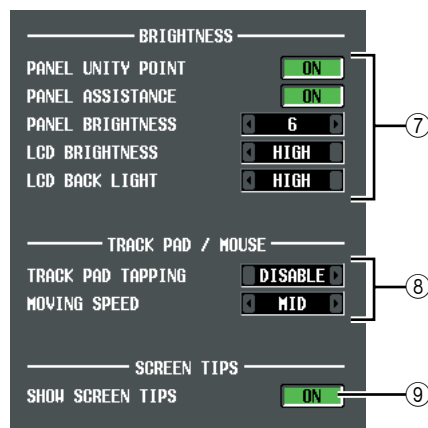 BRIGHTNESS
PANEL UNITY POINT ON
PANEL ASSISTANCE ON
PANEL BRIGHTNESS 6
LCD BRIGHTNESS HIGH
LCD BACK LIGHT HIGH
⑦
TRACK PAD / MOUSE
TRACK PAD TAPPING DISABLE
MOVING SPEED MID
⑧
SCREEN TIPS
SHOW SCREEN TIPS ON
⑨